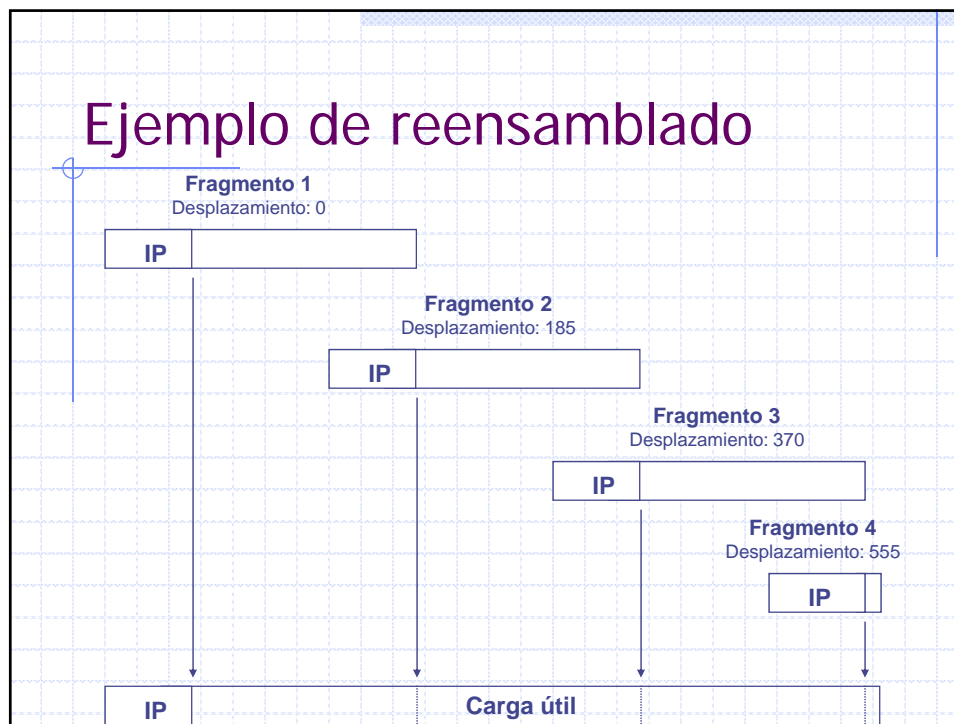 Ejemplo de reensamblado
Fragmento 1
Desplazamiento: 0
IP
Fragmento 2
Desplazamiento: 185
IP
Fragmento 3
Desplazamiento: 370
IP
Fragmento 4
Desplazamiento: 555
IP
IP Carga útil